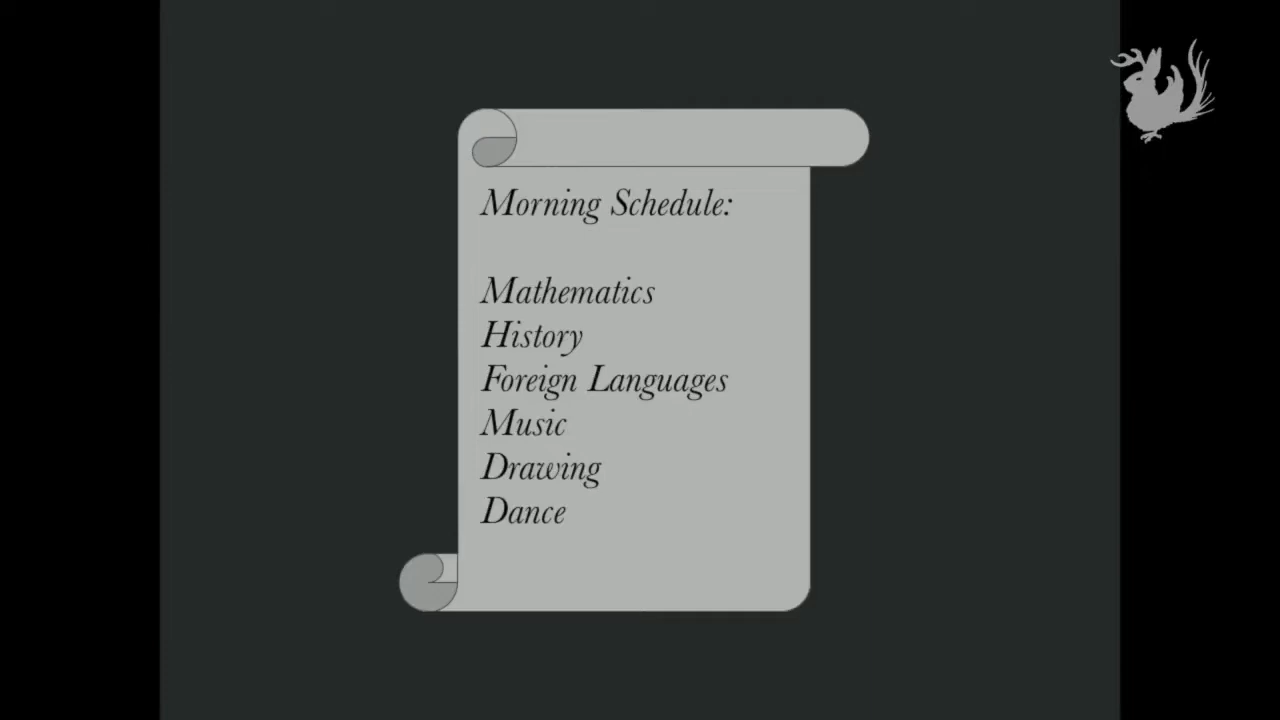 Morning Schedule:
Mathematics
History
Foreign Languages
Music
Drawing
Dance